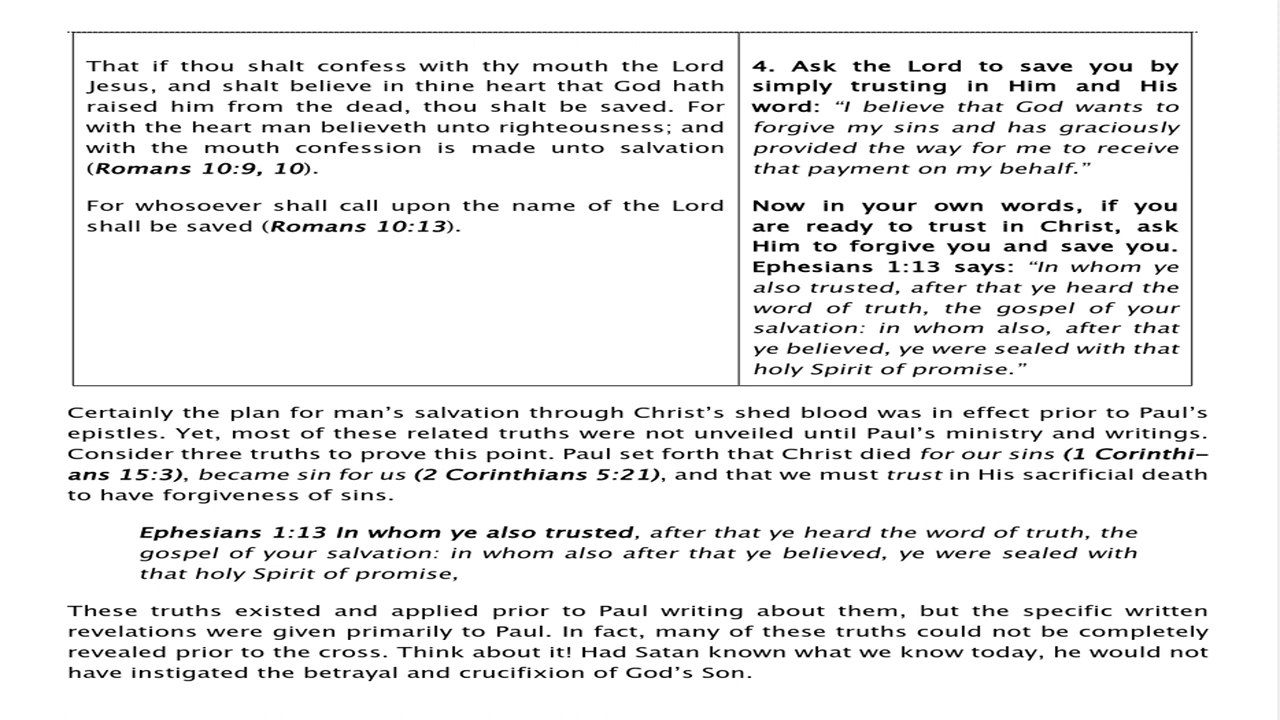 That if thou shalt confess with thy mouth the Lord
Jesus, and shalt believe in thine heart that God hath
raised him from the dead, thou shalt be saved. For
with the heart man believeth unto righteousness; and
with the mouth confession is made unto salvation
(Romans 10:9, 10).
For whosoever shall call upon the name of the Lord
shall be saved (Romans 10:13).
4. Ask the Lord to save you by
simply trusting in Him and His
word: “I believe that God wants to
forgive my sins and has graciously
provided the way for me to receive
that payment on my behalf.”
Now in your own words, if you
are ready to trust in Christ, ask
Him to forgive you and save you.
Ephesians 1:13 says: “In whom ye
also trusted, after that ye heard the
word of truth, the gospel of your
salvation: in whom also, after that
ye believed, ye were sealed with that
holy Spirit of promise.”
Certainly the plan for man’s salvation through Christ’s shed blood was in effect prior to Paul’s
epistles. Yet, most of these related truths were not unveiled until Paul’s ministry and writings.
Consider three truths to prove this point. Paul set forth that Christ died for our sins (1 Corinthi-
ans 15:3), became sin for us (2 Corinthians 5:21), and that we must trust in His sacrificial death
to have forgiveness of sins.
Ephesians 1:13 In whom ye also trusted, after that ye heard the word of truth, the
gospel of your salvation: in whom also after that ye believed, ye were sealed with
that holy Spirit of promise,
These truths existed and applied prior to Paul writing about them, but the specific written
revelations were given primarily to Paul. In fact, many of these truths could not be completely
revealed prior to the cross. Think about it! Had Satan known what we know today, he would not
have instigated the betrayal and crucifixion of God’s Son.